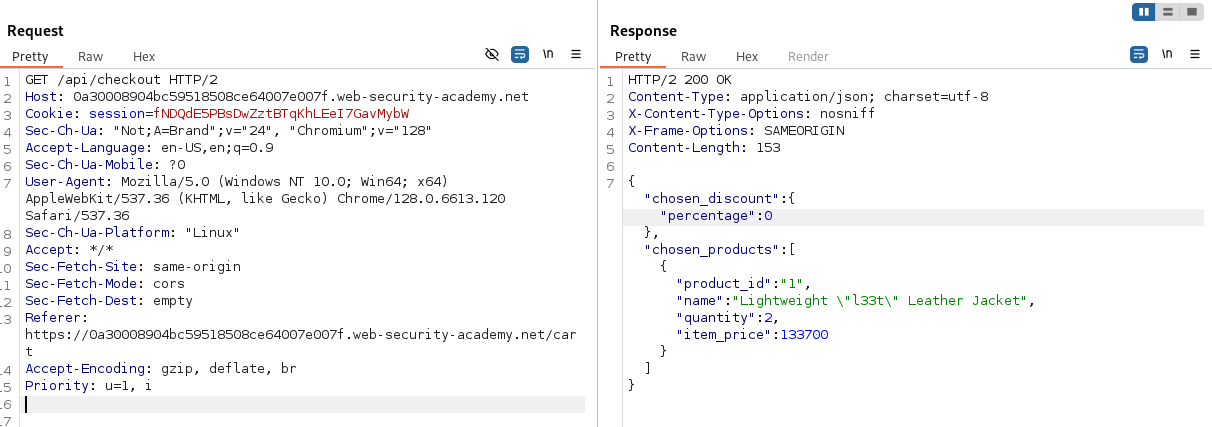 Request
Pretty Raw Hex
\n
1 GET /api/checkout HTTP/2
2 Host: 0a30008904bc59518508ce64007e007f.web-security-academy.net
3 Cookie: session=fNDQdE5PBsDwZztBTqKhLEeI7GavMybW
4 Sec-Ch-Ua: "Not;A=Brand";v="24", "Chromium";v="128"
5 Accept-Language: en-US,en;q=0.9
6 Sec-Ch-Ua-Mobile: ?0
7 User-Agent: Mozilla/5.0 (Windows NT 10.0; Win64; x64)
AppleWebKit/537.36 (KHTML, like Gecko) Chrome/128.0.6613.120
Safari/537.36
8 Sec-Ch-Ua-Platform: "Linux"
9 Accept: */*
10 Sec-Fetch-Site: same-origin
11 Sec-Fetch-Mode: cors
12 Sec-Fetch-Dest: empty
13 Referer:
https://0a30008904bc59518508ce64007e007f.web-security-academy.net/car
t
14 Accept-Encoding: gzip, deflate, br
15 Priority: u=1, i
16
17
Response
Pretty Raw Hex Render
\n
1 HTTP/2 200 OK
2 Content-Type: application/json; charset=utf-8
3 X-Content-Type-Options: nosniff
4 X-Frame-Options: SAMEORIGIN
5 Content-Length: 153
6
7 {
"chosen_discount":{
"percentage":0
},
"chosen_products":[
{
"product_id":"1",
"name":"Lightweight \"l33t\" Leather Jacket",
"quantity":2,
"item_price":133700
}
]
}